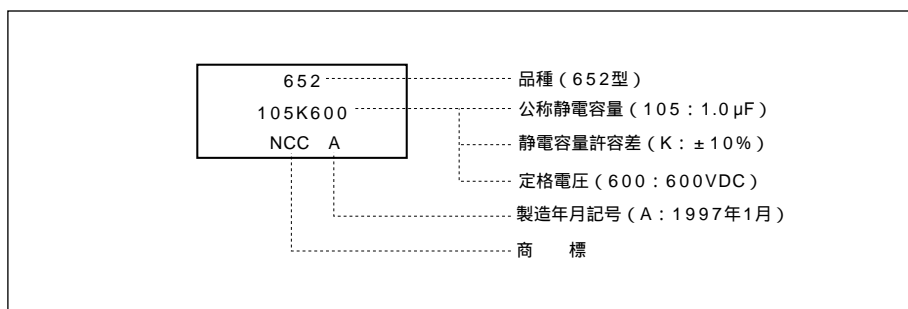 652
105K600
NCC A
品種（652型）
公称静電容量（105：1.0μF）
静電容量許容差（K：±10%）
定格電圧（600：600VDC）
製造年月記号（A：1997年1月）
商　標